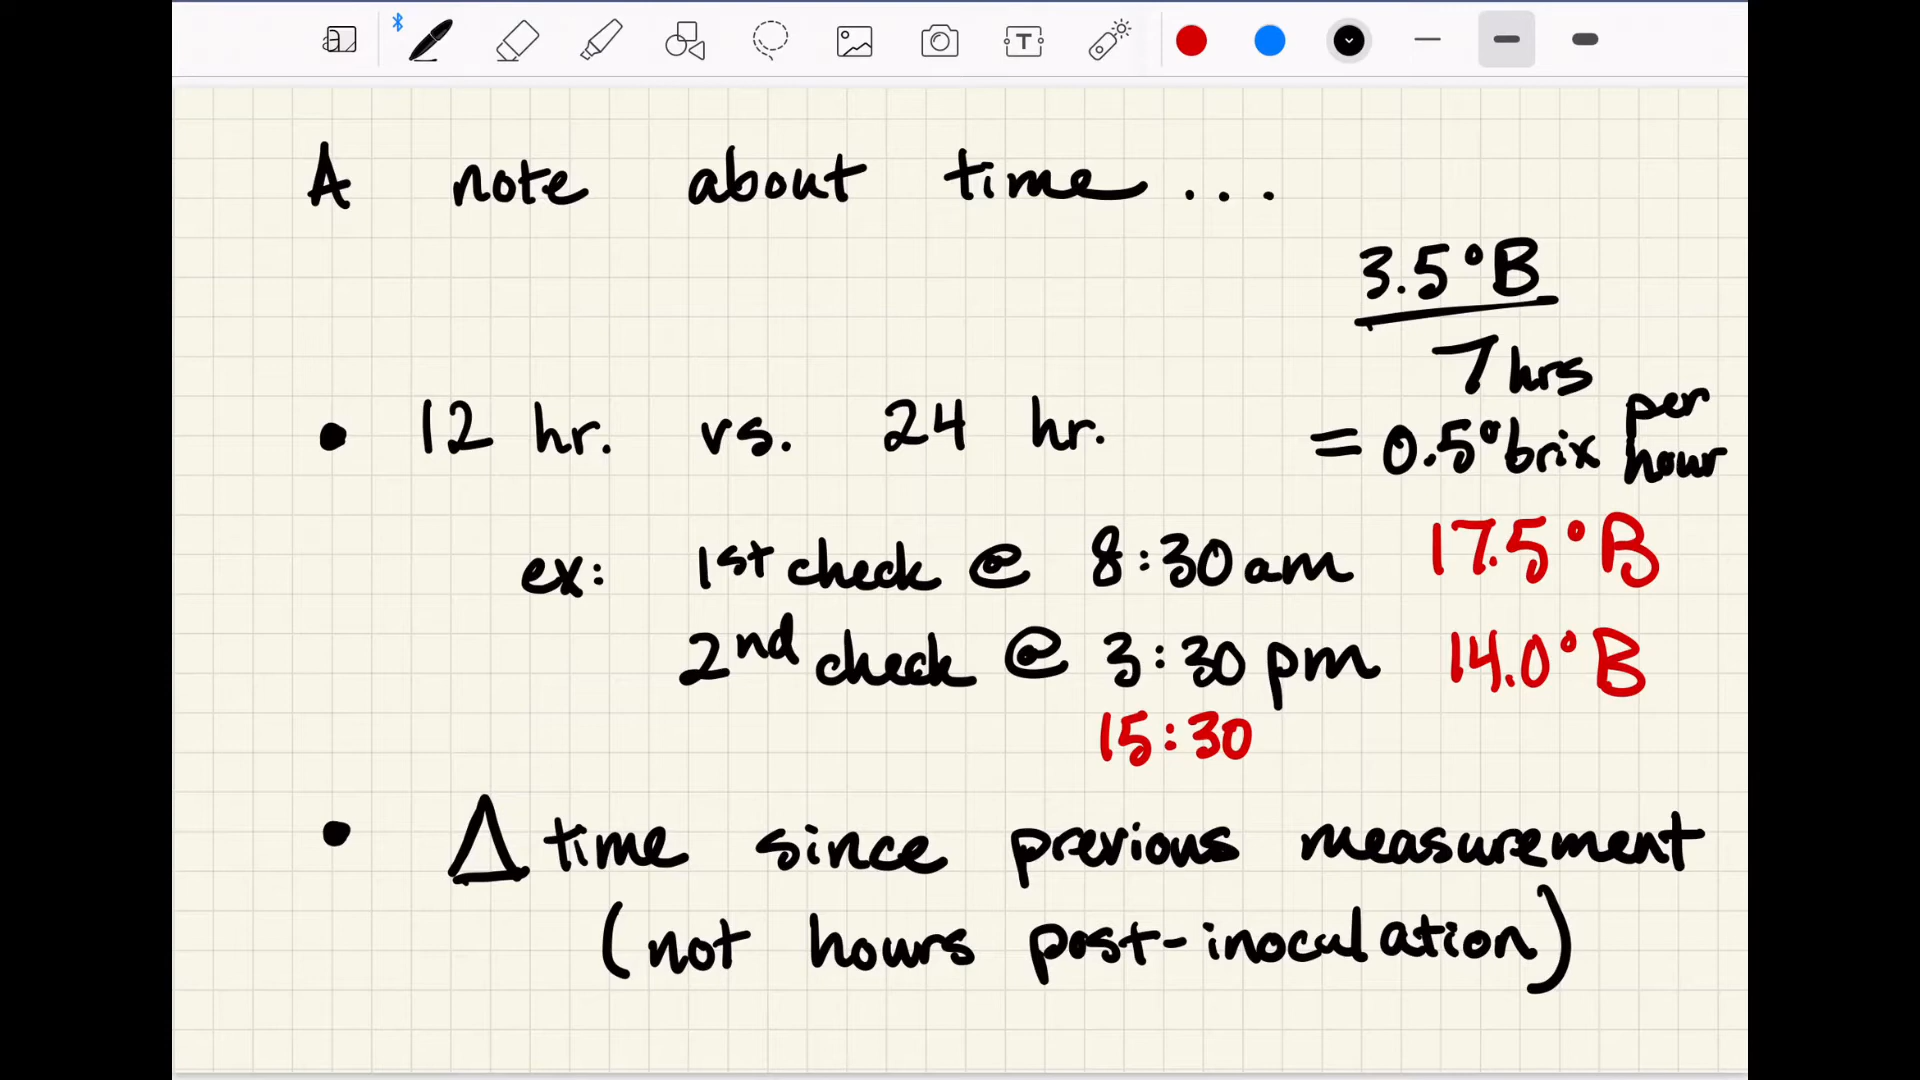 A note about time...
3.5°B
7 hrs
= 0.5° brix per hour
• 12 hr. vs. 24 hr.
ex: 1st check @ 8:30 am 17.5°B
2nd check @ 3:30 pm 14.0°B
15:30
• Δ time since previous measurement
(not hours post-inoculation)